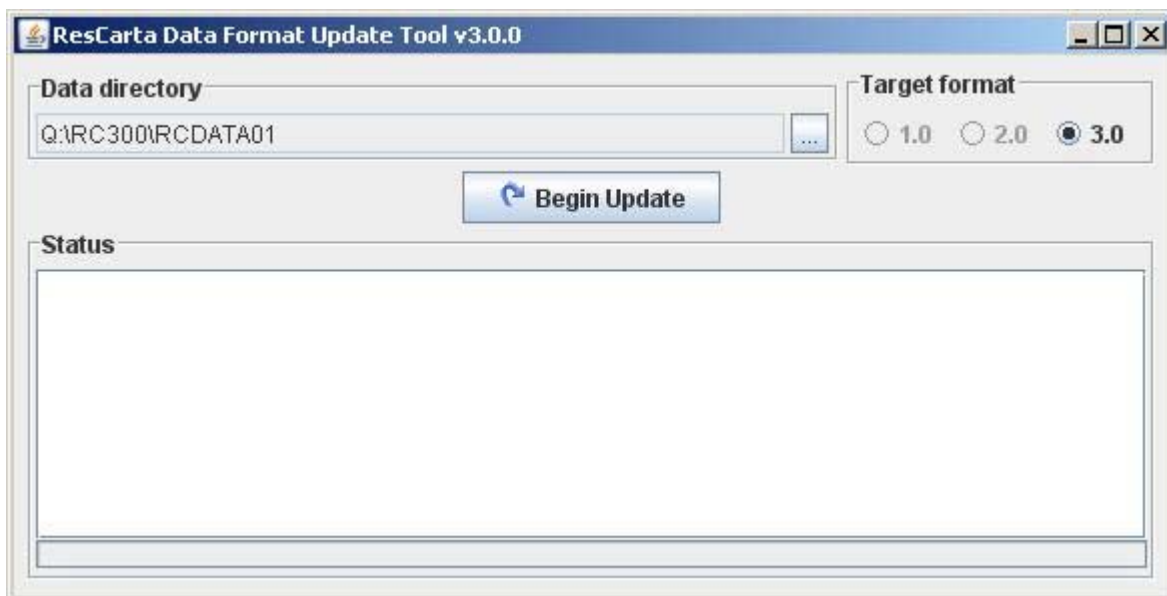 ResCarta Data Format Update Tool v3.0.0
Data directory
Target format
Q:\RC300\RCDATA01
...
1.0 2.0 3.0
Begin Update
Status